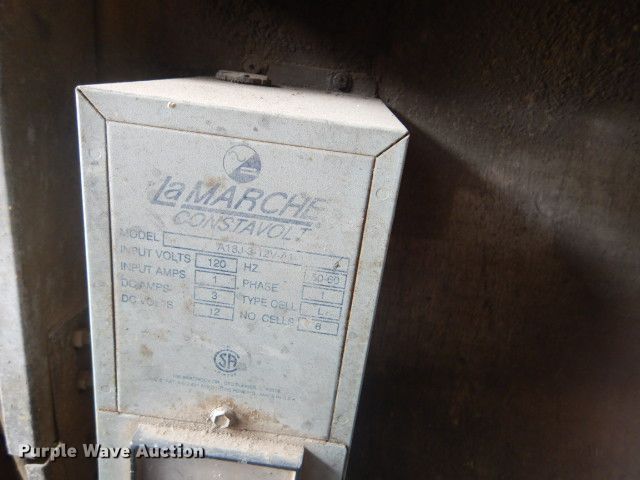 LaMARCHE
CONSTAVOLT
MODEL
INPUT VOLTS 120 HZ 50-60
INPUT AMPS 1 PHASE 1
DC AMPS 3 TYPE CELL L
DC VOLTS 12 NO. CELLS 6
SA
Purple Wave Auction